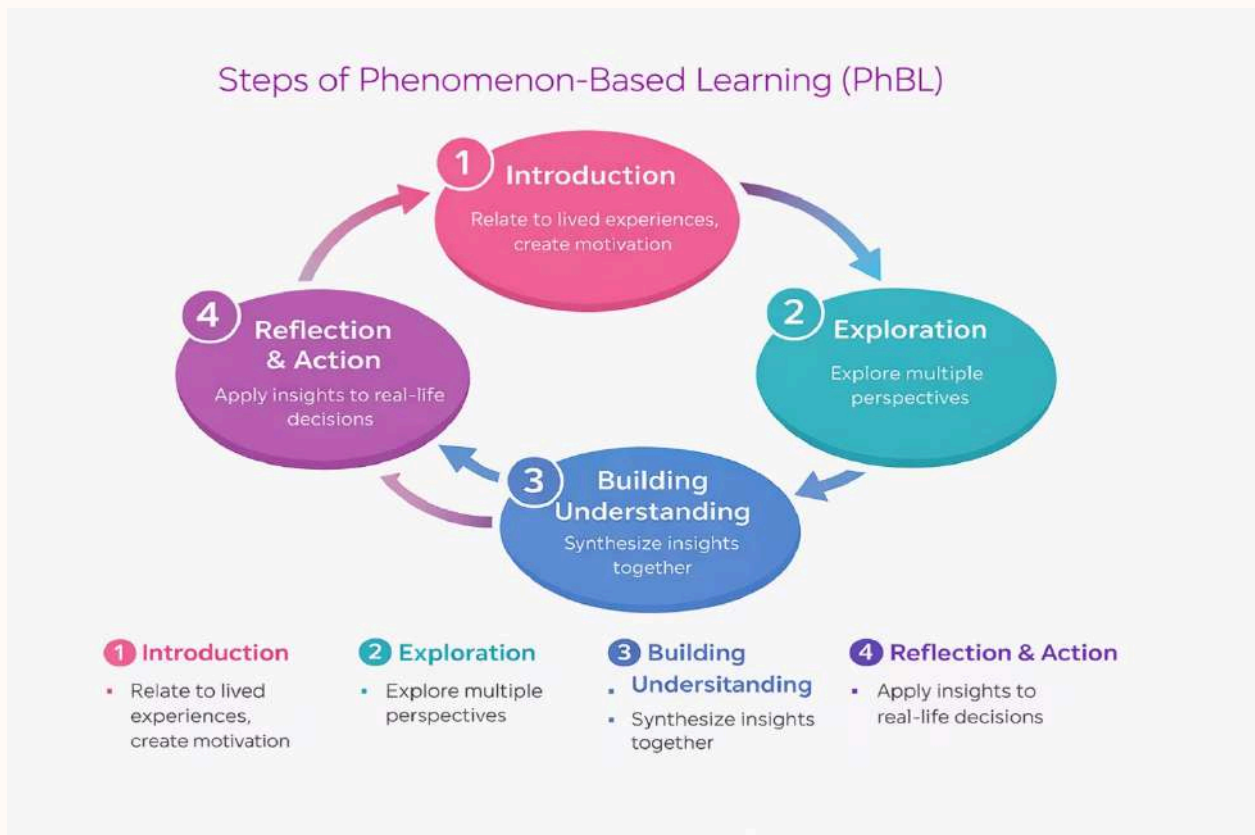 Steps of Phenomenon-Based Learning (PhBL)
1
Introduction
Relate to lived experiences,
create motivation
2
Exploration
Explore multiple
perspectives
3
Building
Understanding
Synthesize insights
together
4
Reflection
& Action
Apply insights to real-life
decisions
1 Introduction
▪ Relate to lived
experiences,
create motivation
2 Exploration
▪ Explore multiple
perspectives
3 Building
▪ Undersitanding
▪ Synthesize insights
together
4 Reflection & Action
▪ Apply insights to
real-life decisions